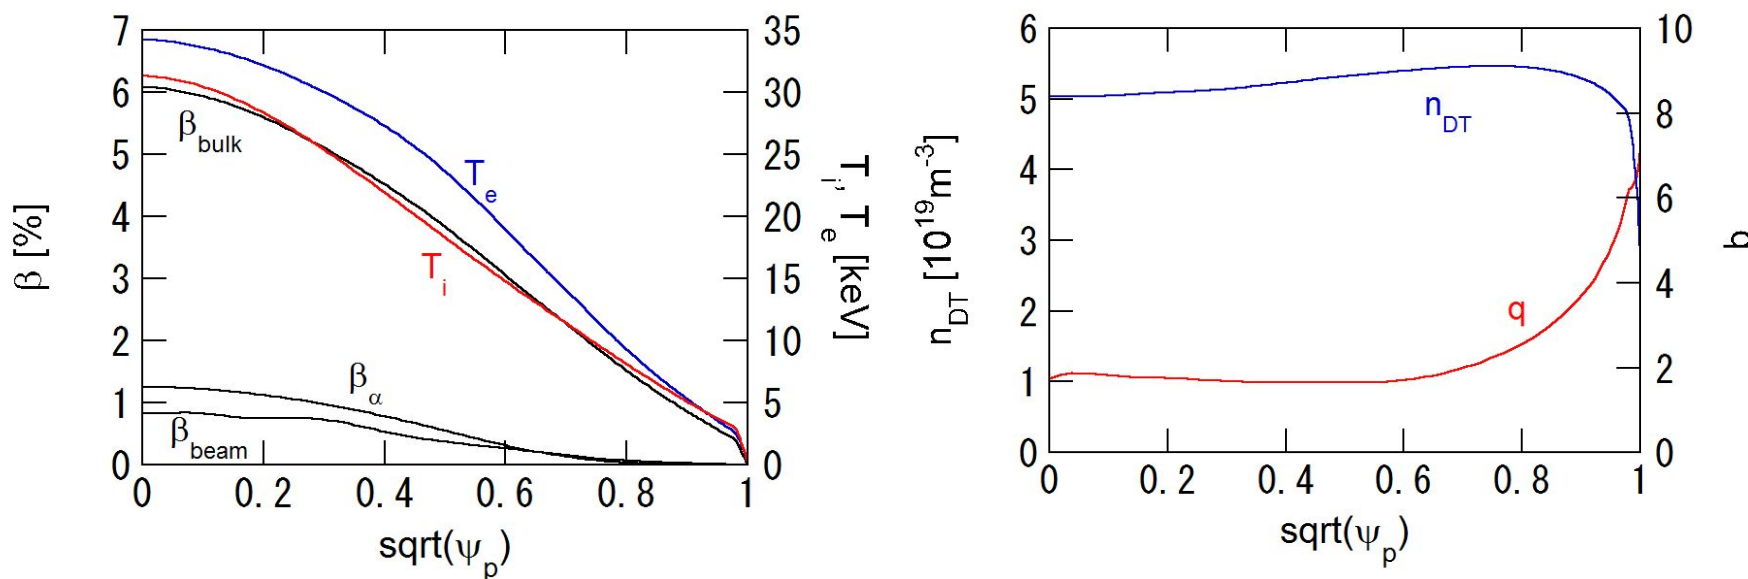 7
6
5
4
3
2
1
0
β [%]
35
30
25
20
15
10
5
0
T_i, T_e [keV]
β_bulk
T_e
T_i
β_α
β_beam
0 0.2 0.4 0.6 0.8 1
sqrt(ψ_p)
6
5
4
3
2
1
0
n_DT [10^19 m^-3]
10
8
6
4
2
0
q
n_DT
q
0 0.2 0.4 0.6 0.8 1
sqrt(ψ_p)